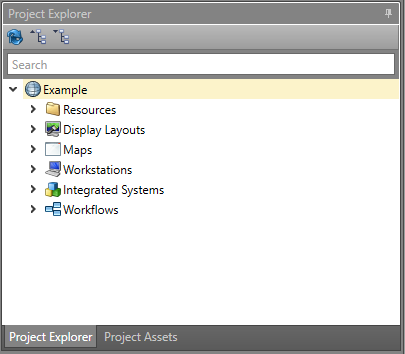 Project Explorer
Search
Example
Resources
Display Layouts
Maps
Workstations
Integrated Systems
Workflows
Project Explorer Project Assets